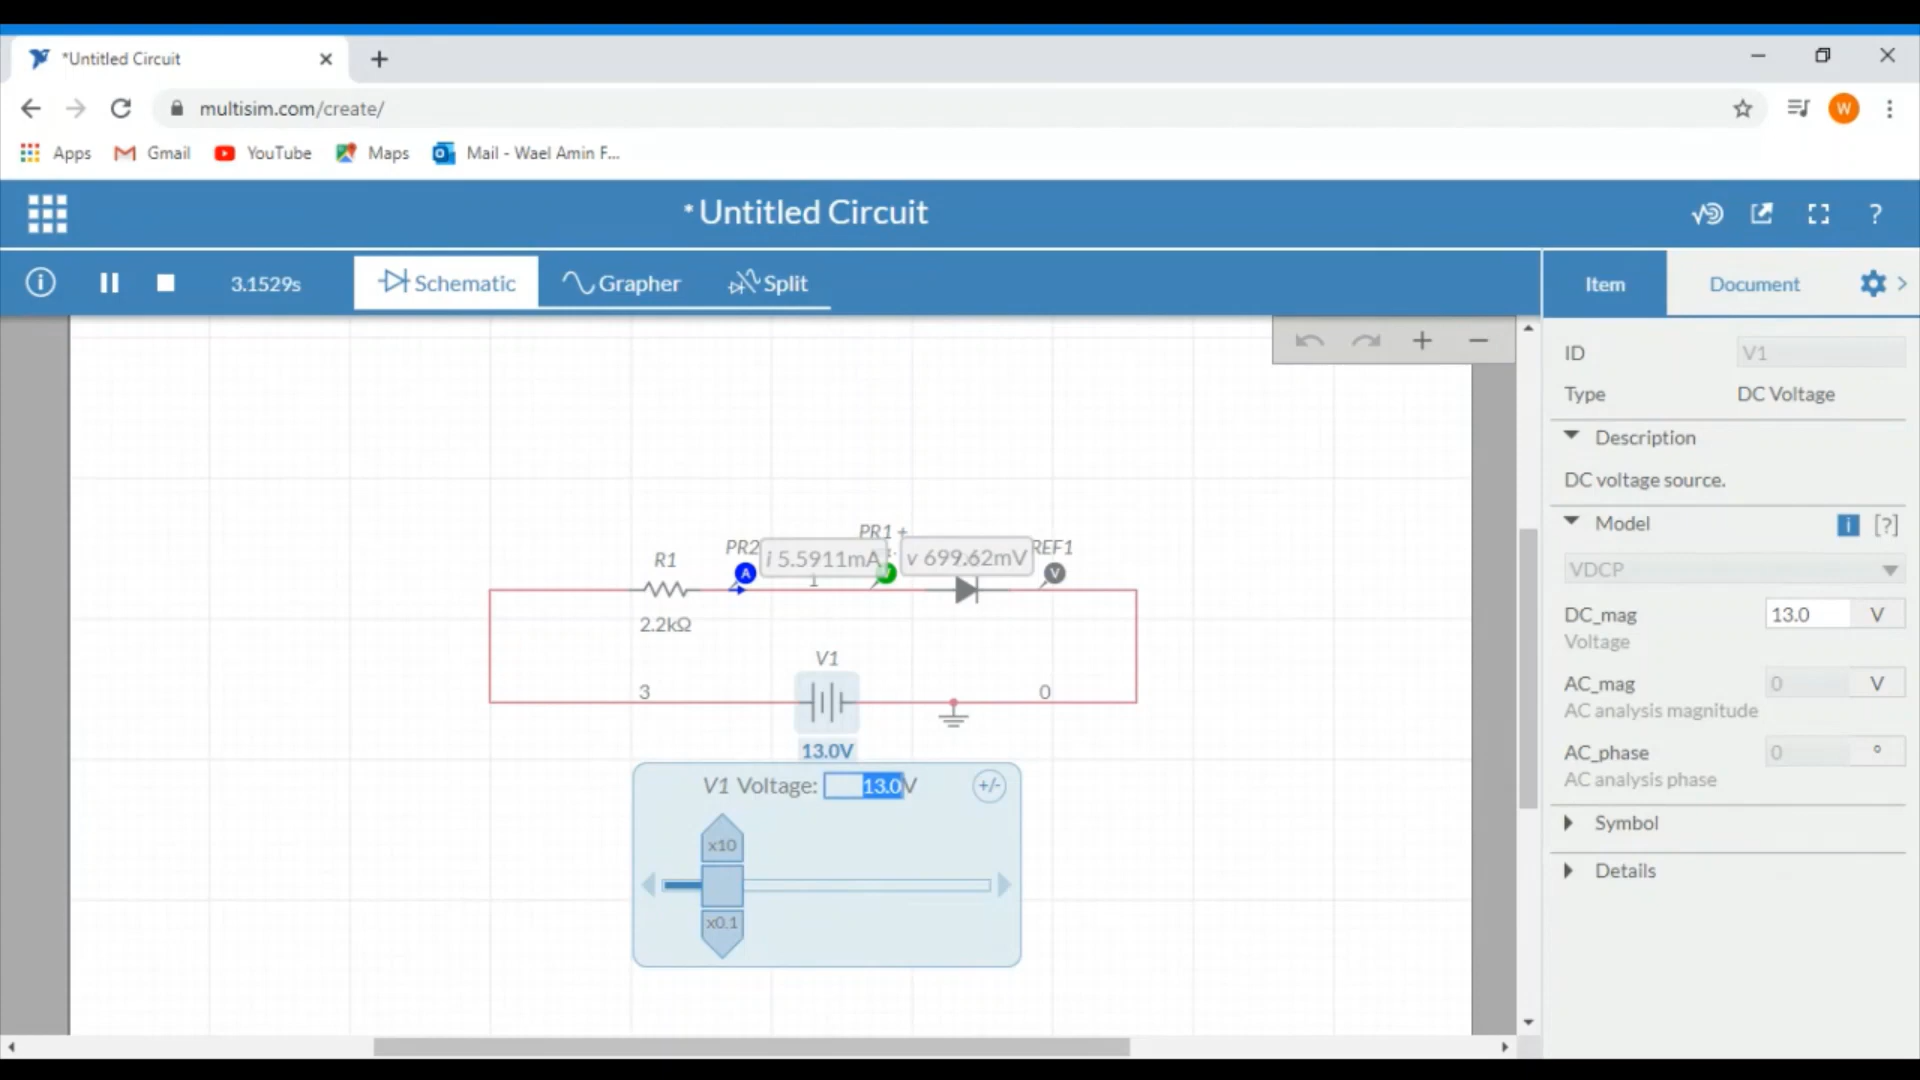 *Untitled Circuit
multisim.com/create/
W
Apps Gmail YouTube Maps Mail - Wael Amin F...
* Untitled Circuit
?
3.1529s Schematic Grapher Split
Item Document
ID V1
Type DC Voltage
Description
DC voltage source.
Model i [?]
VDCP
DC_mag 13.0 V
Voltage
AC_mag 0 V
AC analysis magnitude
AC_phase 0 °
AC analysis phase
Symbol
Details
PR1 +
R1 PR2 i 5.5911mA v 699.62mV REF1
A V
1
2.2kΩ
V1
3 0
13.0V
V1 Voltage: 13.0V +/-
x10
x0.1